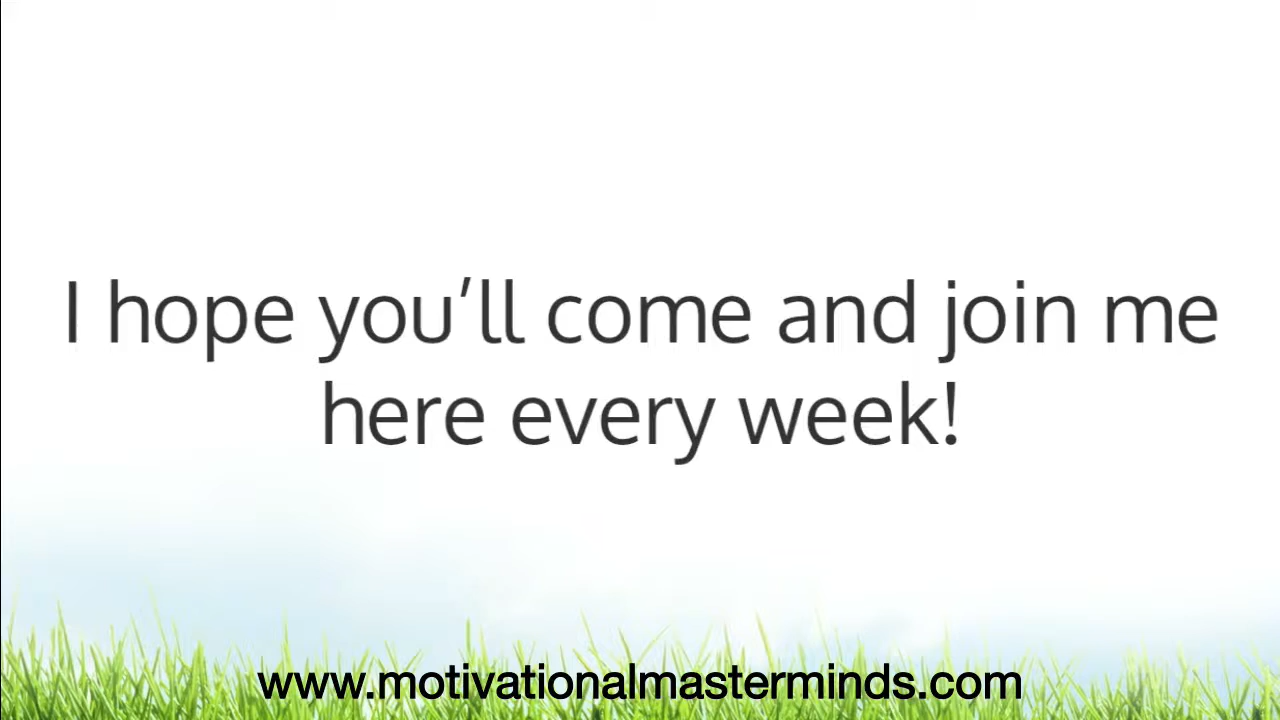 I hope you’ll come and join me
here every week!
www.motivationalmasterminds.com